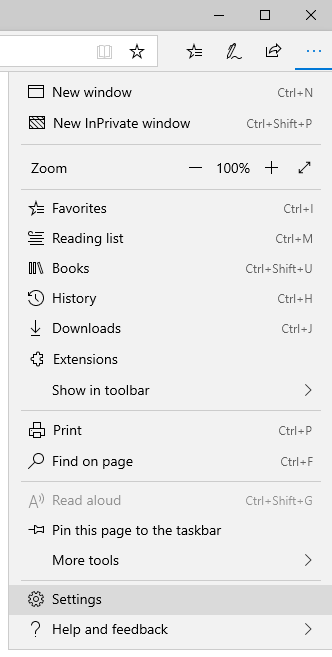 New window Ctrl+N
New InPrivate window Ctrl+Shift+P
Zoom 100%
Favorites Ctrl+I
Reading list Ctrl+M
Books Ctrl+Shift+U
History Ctrl+H
Downloads Ctrl+J
Extensions
Show in toolbar
Print Ctrl+P
Find on page Ctrl+F
Read aloud Ctrl+Shift+G
Pin this page to the taskbar
More tools
Settings
Help and feedback